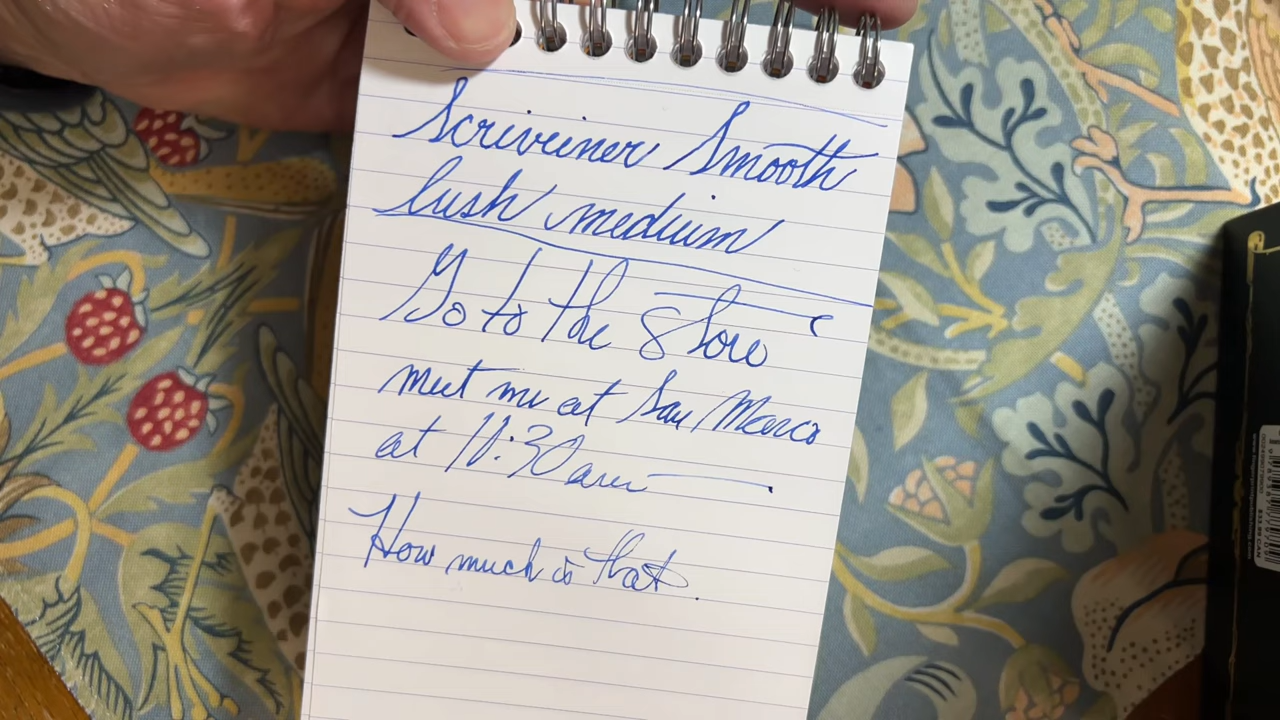 Scriveiner Smooth
lush medium
Go to the store
meet me at San Marco
at 11:30 am
How much is that.